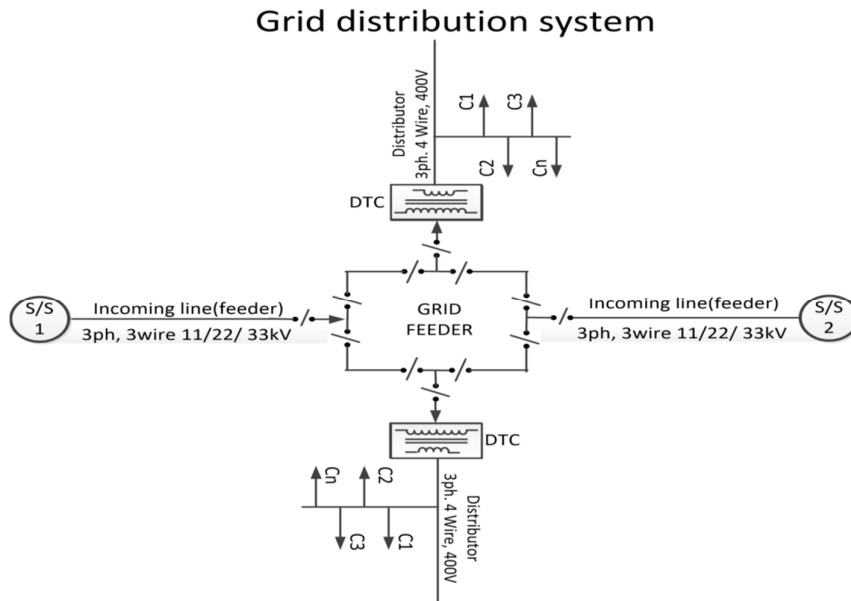 Grid distribution system
Distributor
3ph. 4 Wire, 400V
C1
C3
C2
Cn
DTC
S/S
1
Incoming line(feeder)
3ph, 3wire 11/22/ 33kV
GRID
FEEDER
Incoming line(feeder)
3ph, 3wire 11/22/ 33kV
S/S
2
DTC
Cn
C2
C3
C1
3ph. 4 Wire, 400V
Distributor